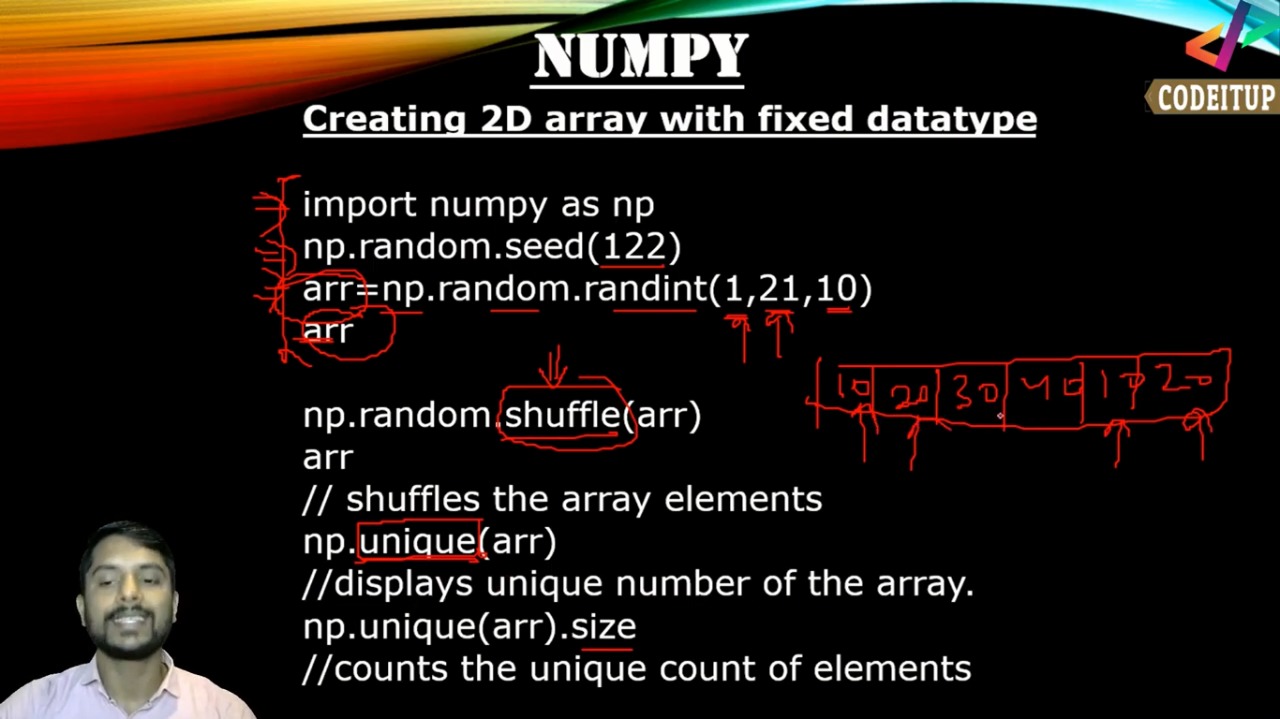 NUMPY
CODEITUP
Creating 2D array with fixed datatype
import numpy as np
np.random.seed(122)
arr=np.random.randint(1,21,10)
arr
10 20 30 40 10 20
np.random.shuffle(arr)
arr
// shuffles the array elements
np.unique(arr)
//displays unique number of the array.
np.unique(arr).size
//counts the unique count of elements